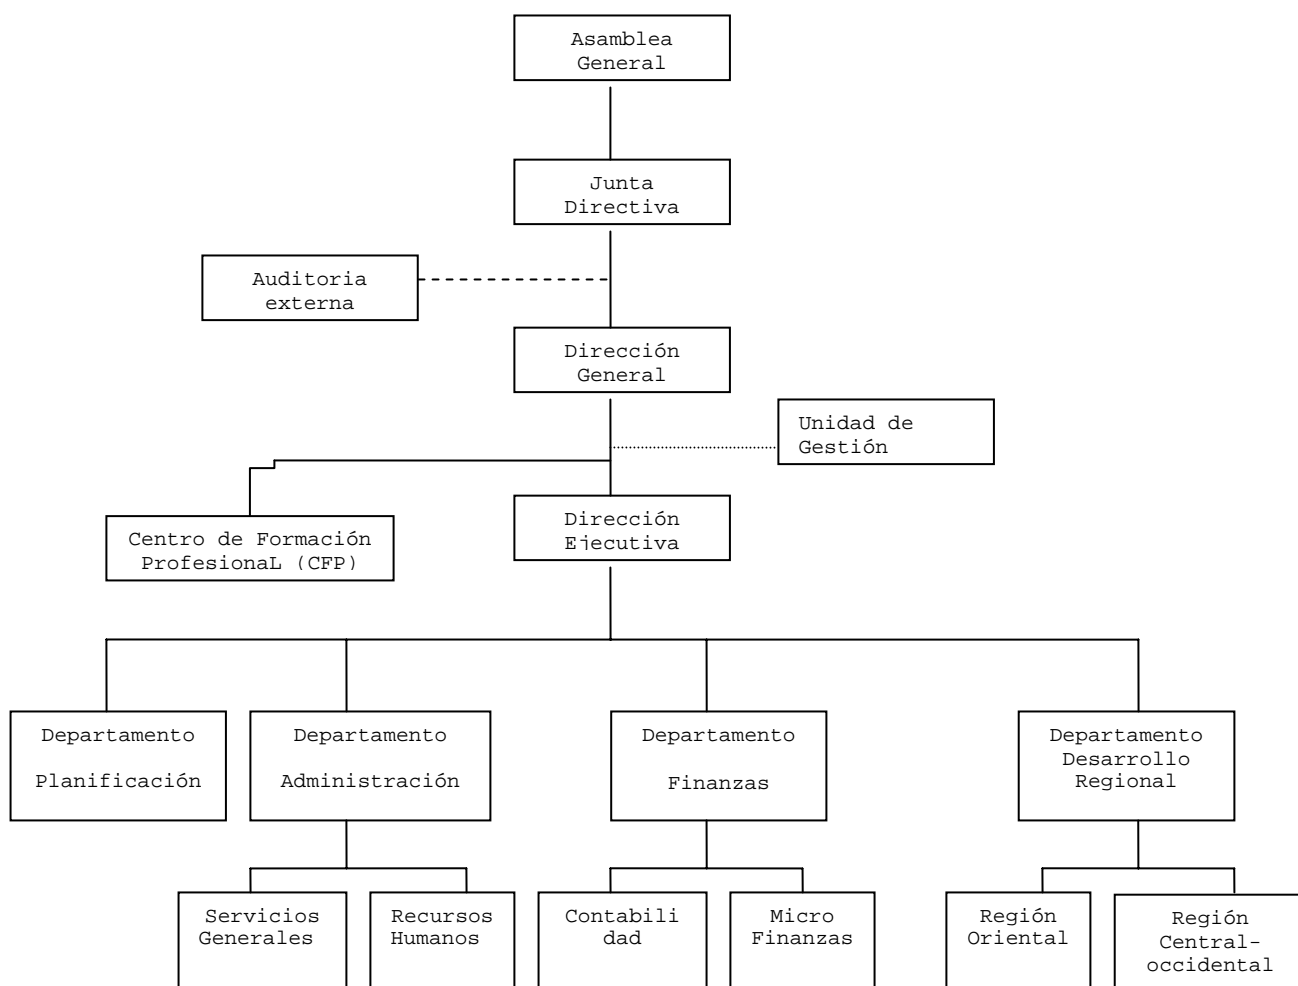 Asamblea
General
Junta
Directiva
Auditoria
externa
Dirección
General
Unidad de
Gestión
Centro de Formación
ProfesionaL (CFP)
Dirección
Ejecutiva
Departamento
Planificación
Departamento
Administración
Departamento
Finanzas
Departamento
Desarrollo
Regional
Servicios
Generales
Recursos
Humanos
Contabili
dad
Micro
Finanzas
Región
Oriental
Región
Central-
occidental